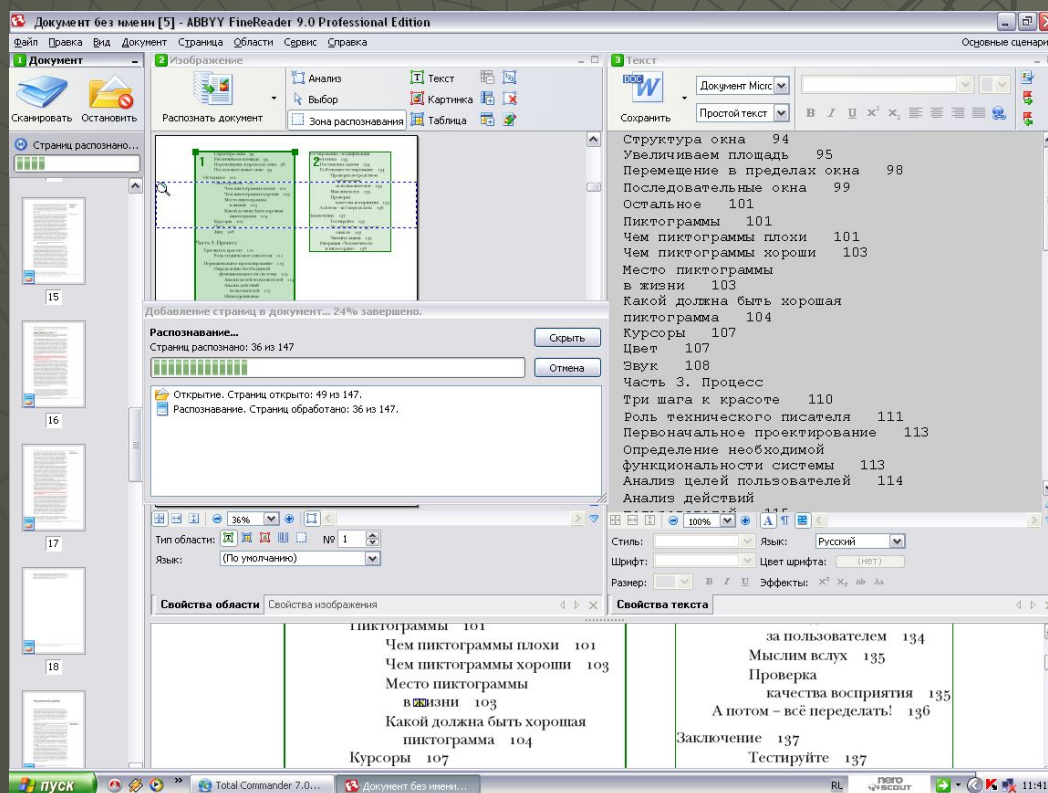 Документ без имени [5] - ABBYY FineReader 9.0 Professional Edition
Файл Правка Вид Документ Страница Области Сервис Справка
Основные сценари
1 Документ
Сканировать Остановить
Страниц распознано...
15
16
17
18
2 Изображение
Распознать документ
Анализ
Выбор
Зона распознавания
Текст
Картинка
Таблица
1
2
Добавление страниц в документ... 24% завершено.
Распознавание...
Страниц распознано: 36 из 147
Скрыть
Отмена
Открытие. Страниц открыто: 49 из 147.
Распознавание. Страниц обработано: 36 из 147.
36%
Тип области: № 1
Язык: (По умолчанию)
Свойства области Свойства изображения
3 Текст
Сохранить
Документ Micrc
Простой текст
Структура окна 94
Увеличиваем площадь 95
Перемещение в пределах окна 98
Последовательные окна 99
Остальное 101
Пиктограммы 101
Чем пиктограммы плохи 101
Чем пиктограммы хороши 103
Место пиктограммы
в жизни 103
Какой должна быть хорошая
пиктограмма 104
Курсоры 107
Цвет 107
Звук 108
Часть 3. Процесс
Три шага к красоте 110
Роль технического писателя 111
Первоначальное проектирование 113
Определение необходимой
функциональности системы 113
Анализ целей пользователей 114
Анализ действий
100%
Стиль: Язык: Русский
Шрифт: Цвет шрифта: (нет)
Размер: Эффекты:
Свойства текста
Пиктограммы 101
Чем пиктограммы плохи 101
Чем пиктограммы хороши 103
Место пиктограммы
в жизни 103
Какой должна быть хорошая
пиктограмма 104
Курсоры 107
за пользователем 134
Мыслим вслух 135
Проверка
качества восприятия 135
А потом – всё переделать! 136
Заключение 137
Тестируйте 137
пуск
Total Commander 7.0...
Документ без имени...
RL
nero
SCOUT
11:41